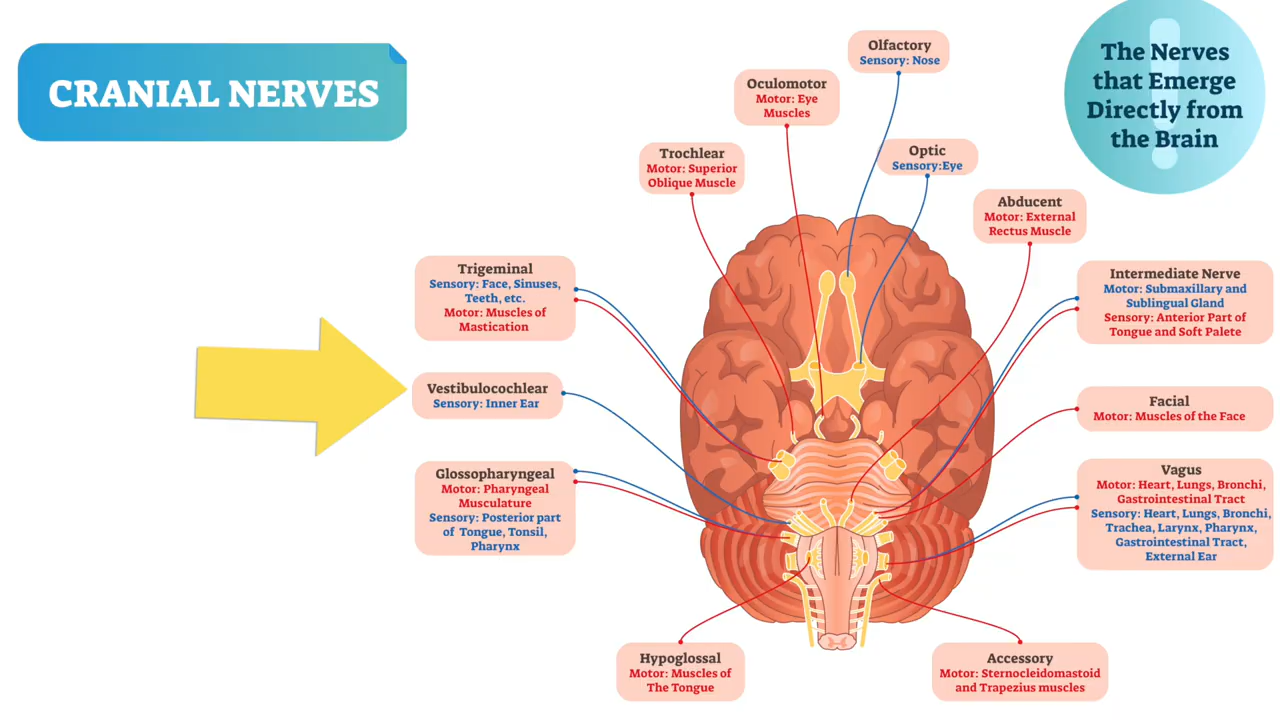 CRANIAL NERVES
The Nerves
that Emerge
Directly from
the Brain
Olfactory
Sensory: Nose
Oculomotor
Motor: Eye
Muscles
Optic
Sensory:Eye
Trochlear
Motor: Superior
Oblique Muscle
Abducent
Motor: External
Rectus Muscle
Trigeminal
Sensory: Face, Sinuses,
Teeth, etc.
Motor: Muscles of
Mastication
Intermediate Nerve
Motor: Submaxillary and
Sublingual Gland
Sensory: Anterior Part of
Tongue and Soft Palete
Vestibulocochlear
Sensory: Inner Ear
Facial
Motor: Muscles of the Face
Glossopharyngeal
Motor: Pharyngeal
Musculature
Sensory: Posterior part
of Tongue, Tonsil,
Pharynx
Vagus
Motor: Heart, Lungs, Bronchi,
Gastrointestinal Tract
Sensory: Heart, Lungs, Bronchi,
Trachea, Larynx, Pharynx,
Gastrointestinal Tract,
External Ear
Hypoglossal
Motor: Muscles of
The Tongue
Accessory
Motor: Sternocleidomastoid
and Trapezius muscles